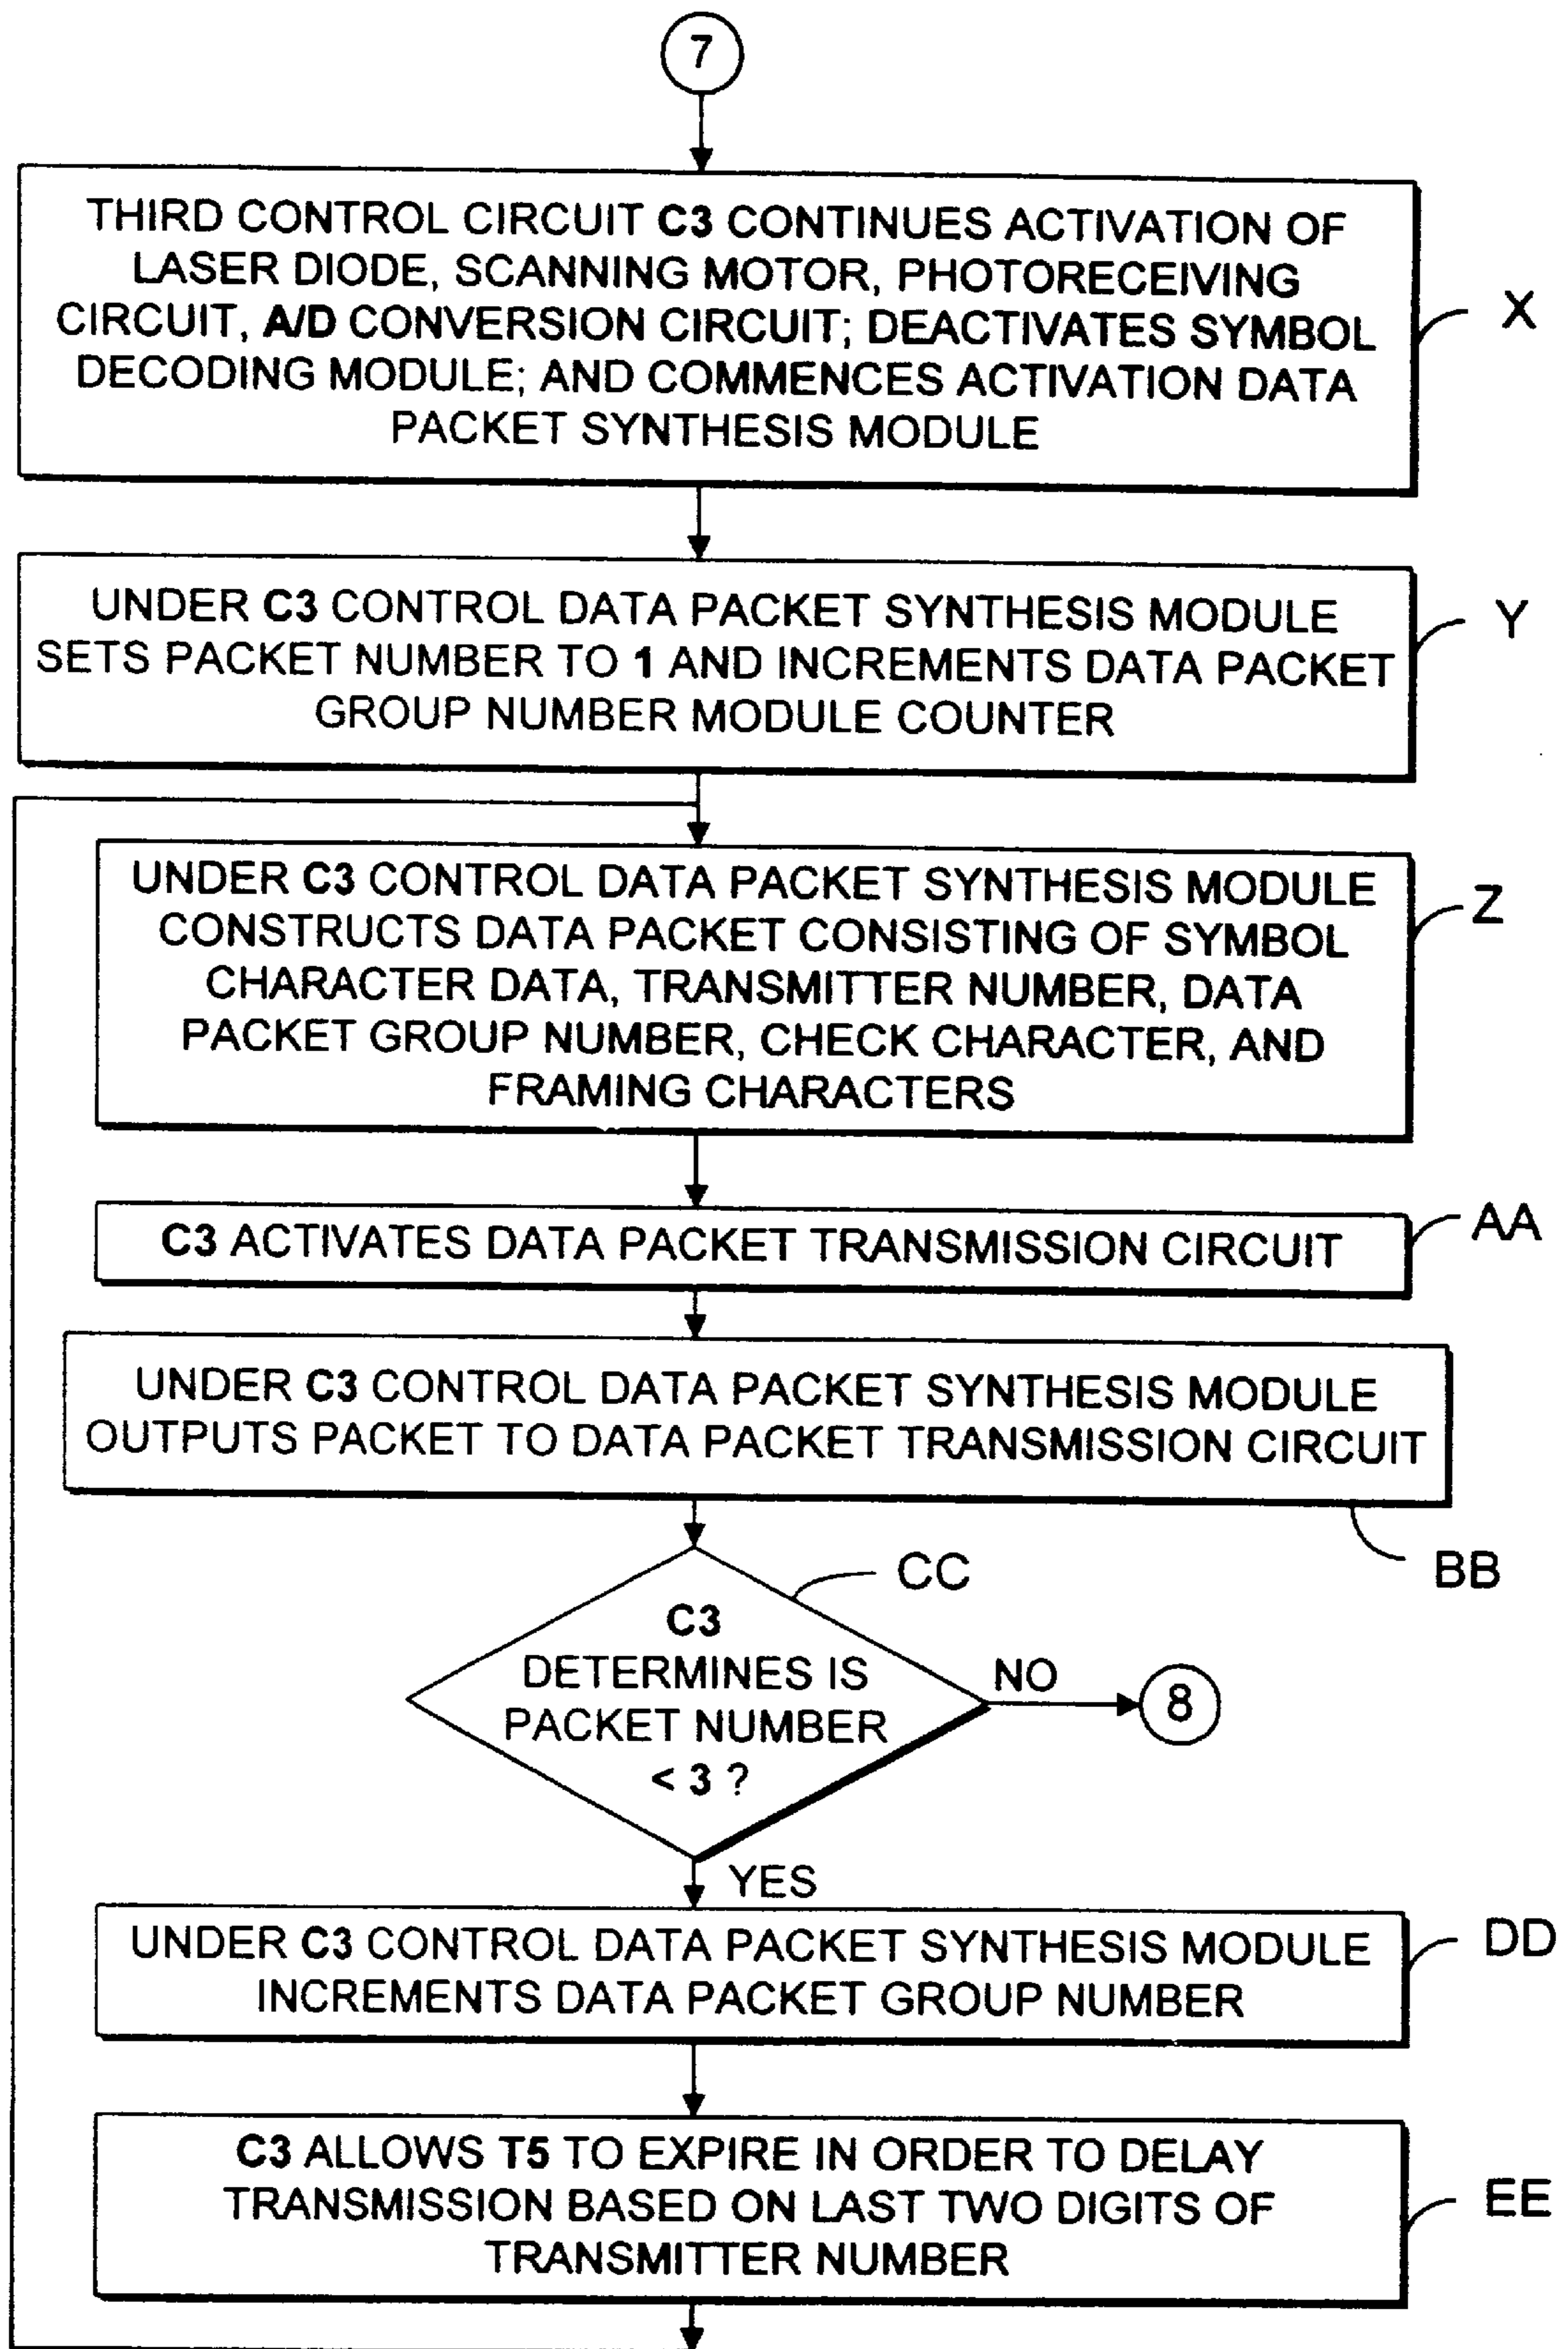 7
THIRD CONTROL CIRCUIT C3 CONTINUES ACTIVATION OF
LASER DIODE, SCANNING MOTOR, PHOTORECEIVING
CIRCUIT, A/D CONVERSION CIRCUIT; DEACTIVATES SYMBOL
DECODING MODULE; AND COMMENCES ACTIVATION DATA
PACKET SYNTHESIS MODULE
X
UNDER C3 CONTROL DATA PACKET SYNTHESIS MODULE
SETS PACKET NUMBER TO 1 AND INCREMENTS DATA PACKET
GROUP NUMBER MODULE COUNTER
Y
UNDER C3 CONTROL DATA PACKET SYNTHESIS MODULE
CONSTRUCTS DATA PACKET CONSISTING OF SYMBOL
CHARACTER DATA, TRANSMITTER NUMBER, DATA
PACKET GROUP NUMBER, CHECK CHARACTER, AND
FRAMING CHARACTERS
Z
C3 ACTIVATES DATA PACKET TRANSMISSION CIRCUIT
AA
UNDER C3 CONTROL DATA PACKET SYNTHESIS MODULE
OUTPUTS PACKET TO DATA PACKET TRANSMISSION CIRCUIT
BB
CC
C3
DETERMINES IS
PACKET NUMBER
< 3 ?
NO
8
YES
UNDER C3 CONTROL DATA PACKET SYNTHESIS MODULE
INCREMENTS DATA PACKET GROUP NUMBER
DD
C3 ALLOWS T5 TO EXPIRE IN ORDER TO DELAY
TRANSMISSION BASED ON LAST TWO DIGITS OF
TRANSMITTER NUMBER
EE